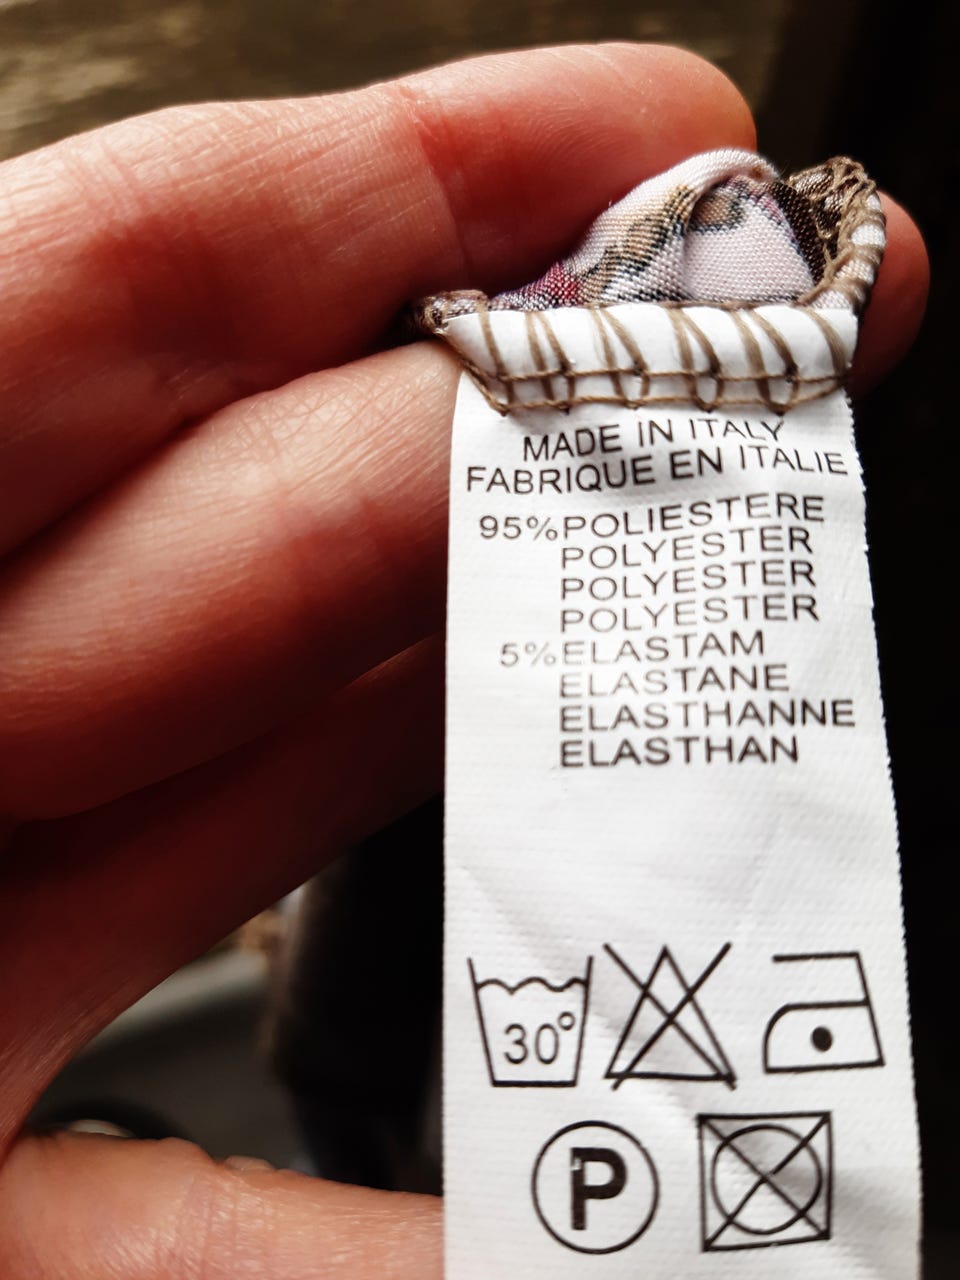 MADE IN ITALY
FABRIQUE EN ITALIE
95%POLIESTERE
POLYESTER
POLYESTER
POLYESTER
5%ELASTAM
ELASTANE
ELASTHANNE
ELASTHAN
30°
P